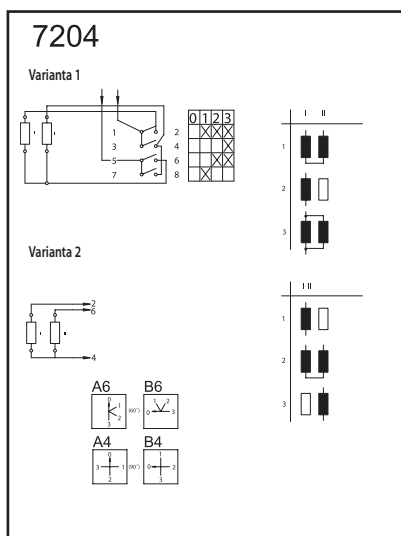 7204
Varianta 1
I II
0 1 2 3
1 2
3 4
5 6
7 8
I II
1
2
3
Varianta 2
I II
2
6
4
I II
1
2
3
A6 B6
0 1 2 3 (60°) 0 1 2 3
A4 B4
0 1 2 3 (90°) 0 1 2 3